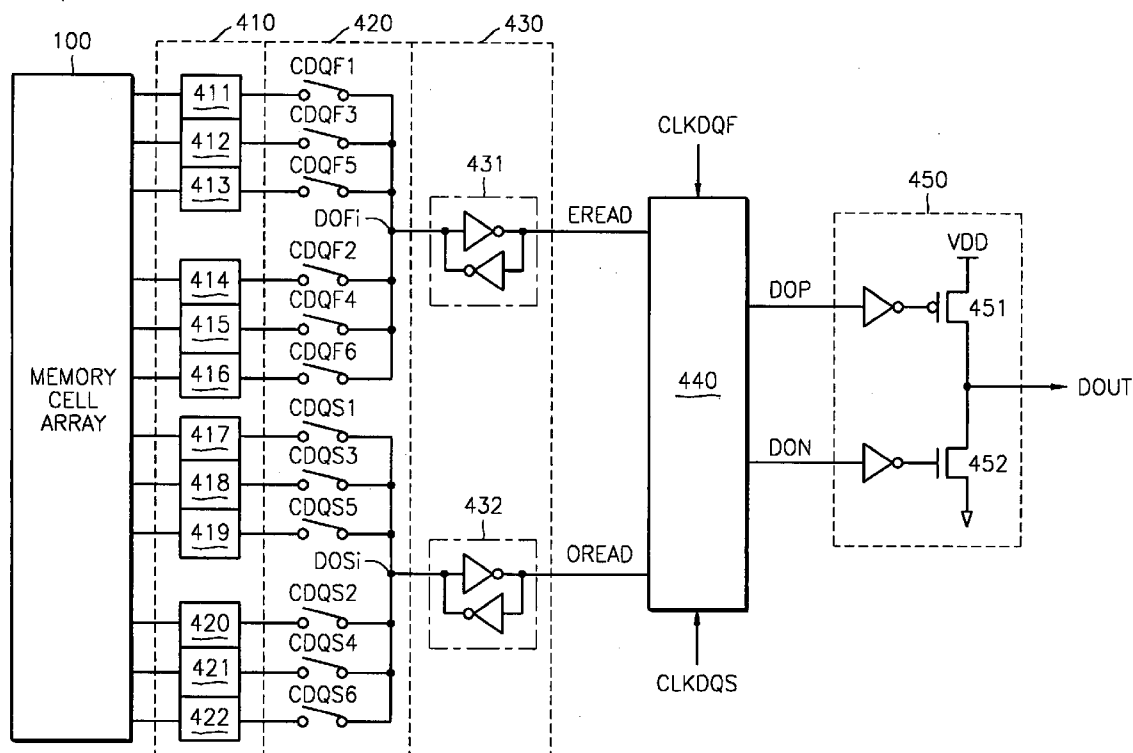 410
420
430
100
CDQF1
411
CDQF3
412
CDQF5
413
DOFi
CDQF2
414
CDQF4
415
CDQF6
416
MEMORY
CELL
ARRAY
CDQS1
417
CDQS3
418
CDQS5
419
DOSi
CDQS2
420
CDQS4
421
CDQS6
422
431
EREAD
432
OREAD
CLKDQF
440
CLKDQS
450
VDD
DOP
451
DOUT
DON
452